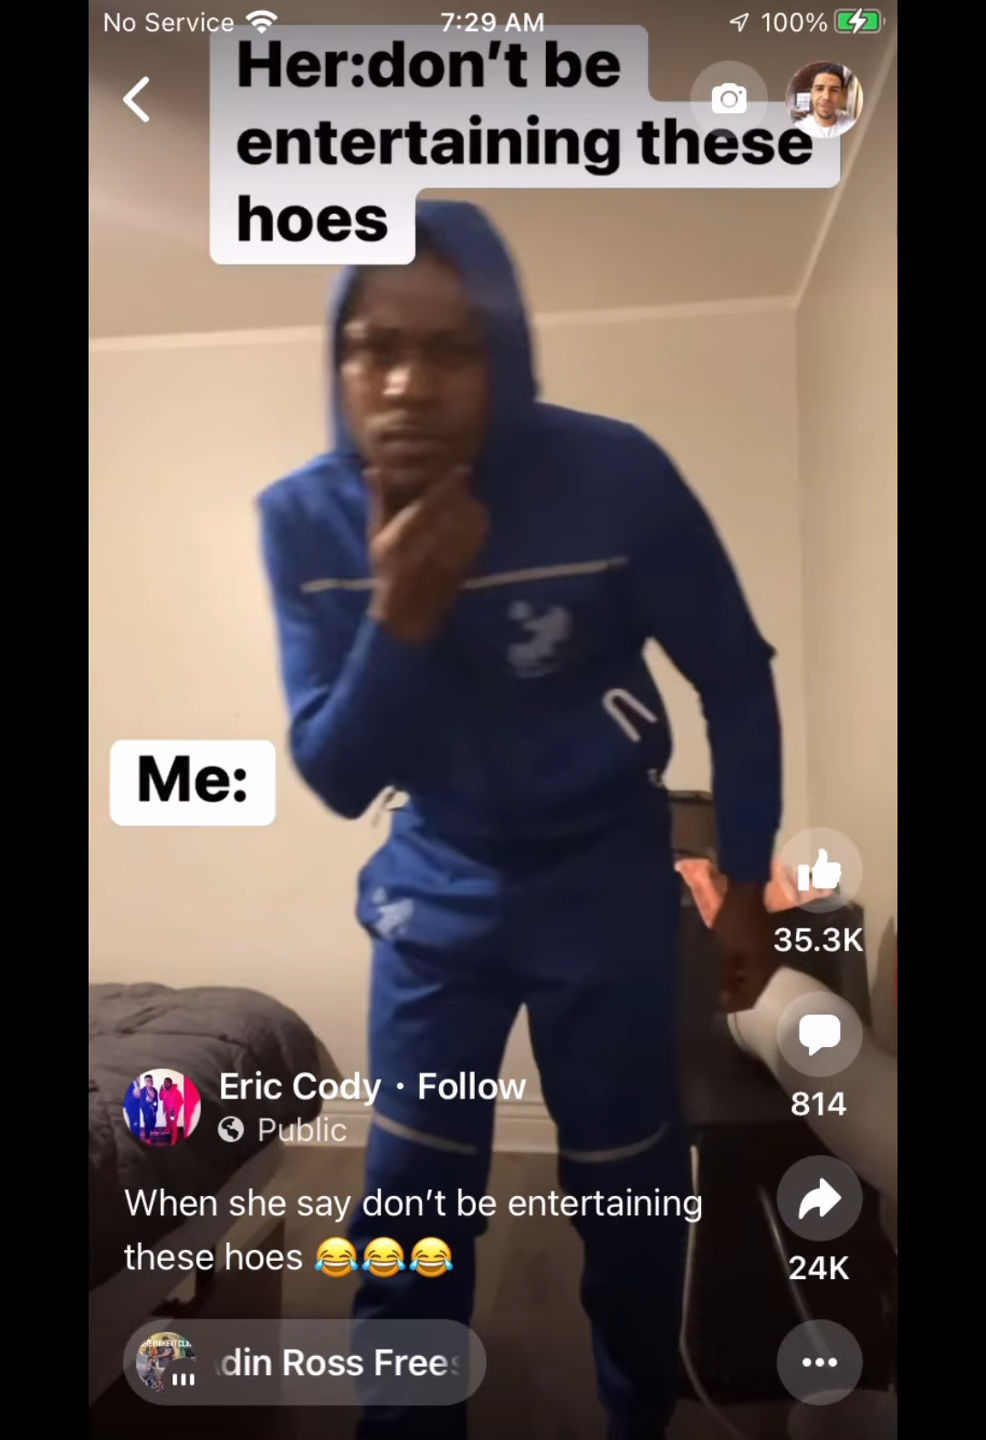 No Service 7:29 AM 100%
Her:don't be
entertaining these
hoes
Me:
35.3K
Eric Cody · Follow
814
Public
When she say don't be entertaining
these hoes 😂😂😂
24K
din Ross Free